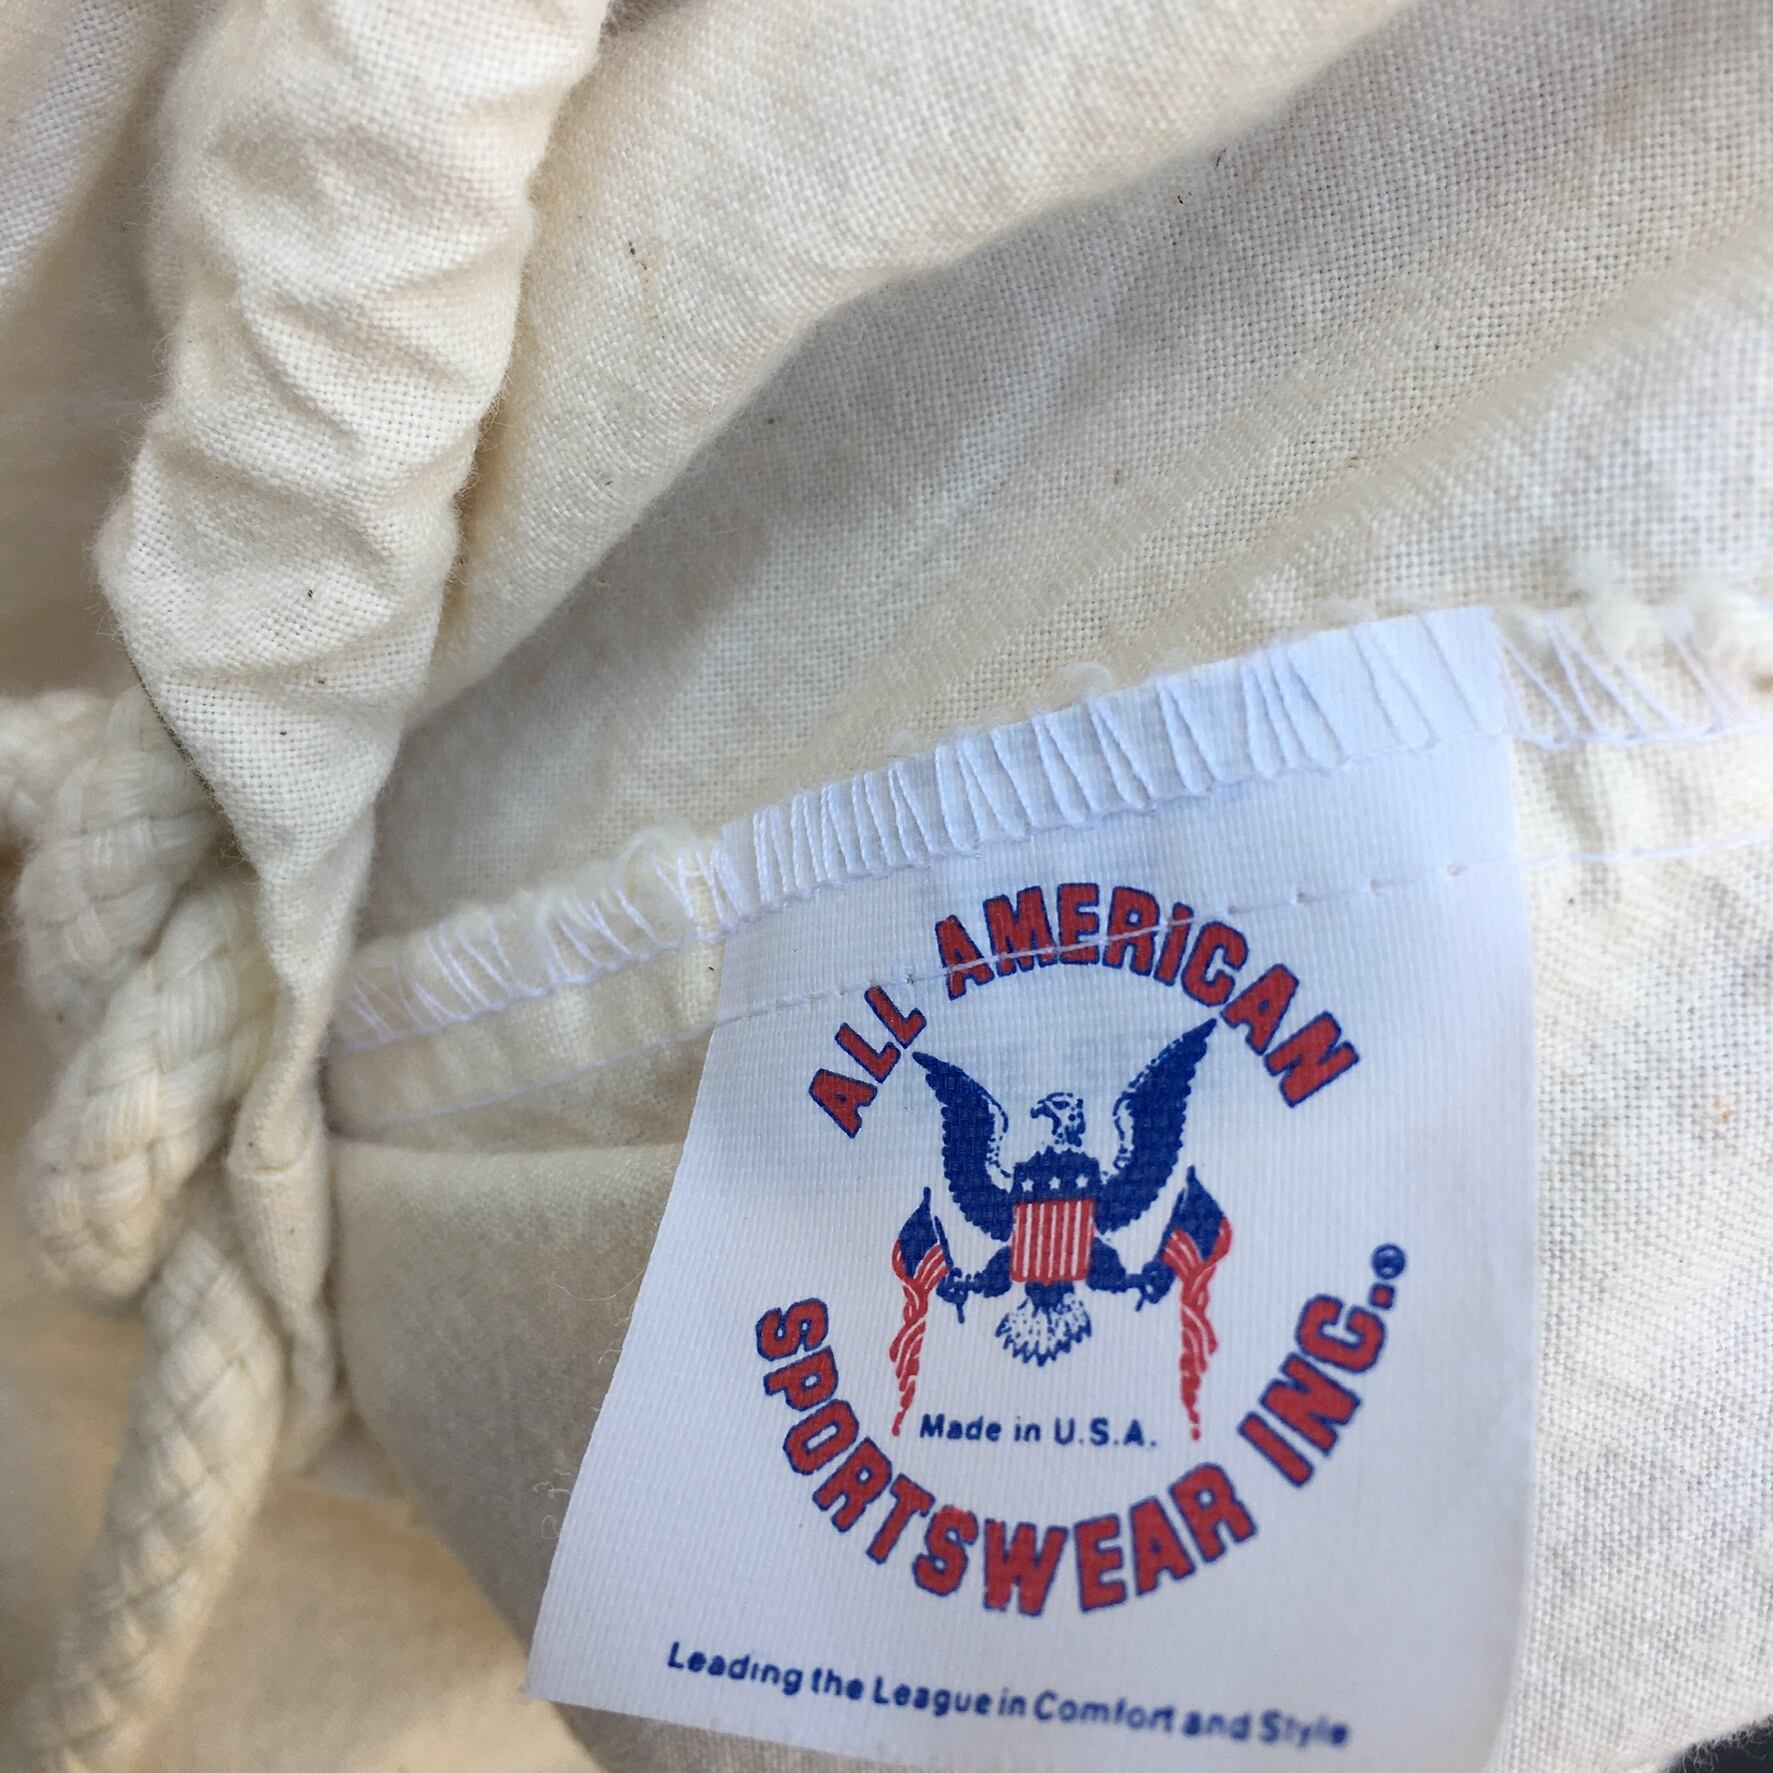 ALL AMERICAN
SPORTSWEAR INC.®
Made in U.S.A.
Leading the League in Comfort and Style